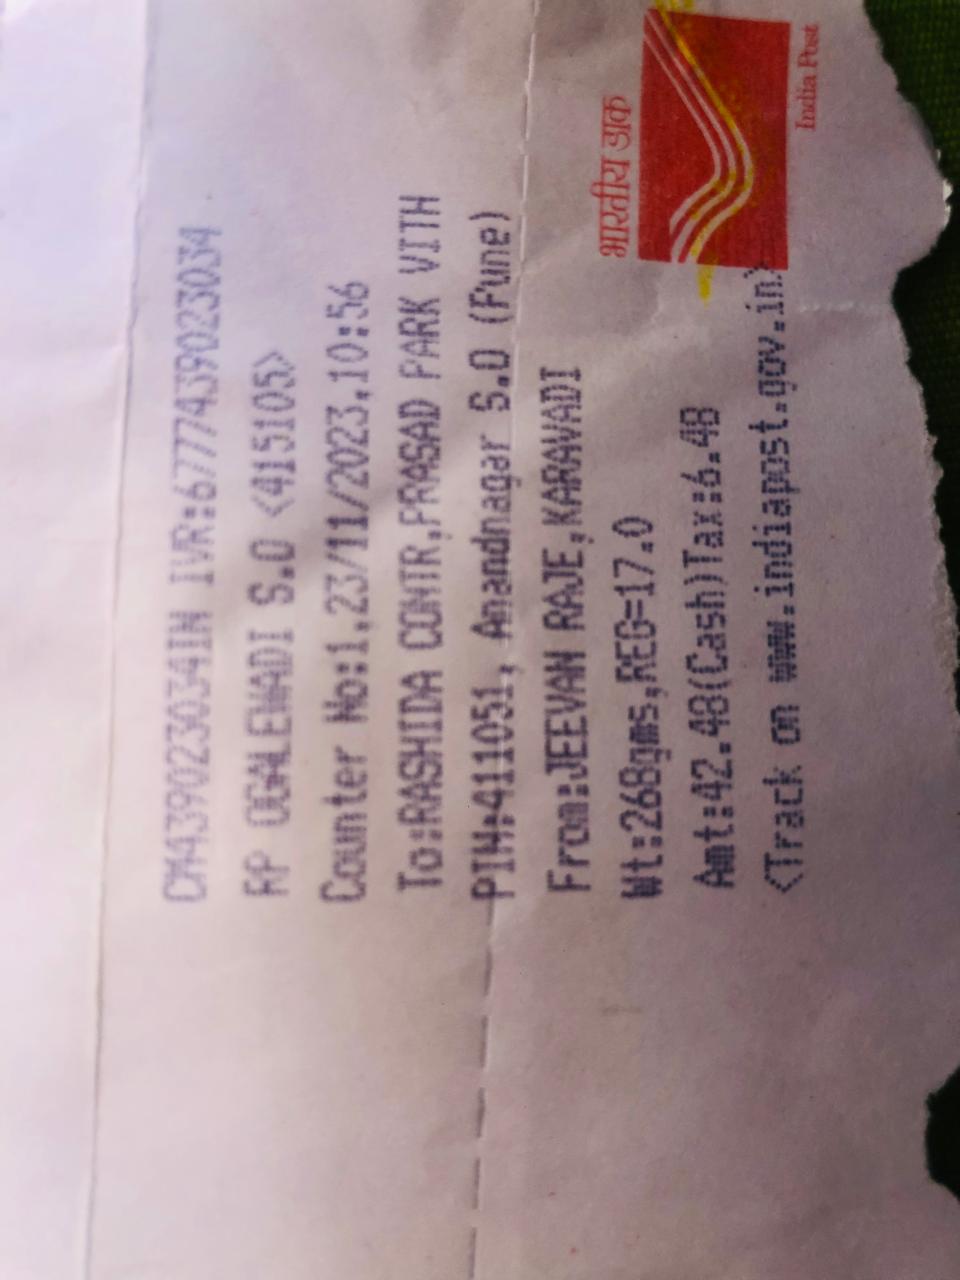 CM439023034IN IVR:6777439023034
RP OGALEWADI S.O <415105>
Counter No:1,23/11/2023,10:56
To:RASHIDA CONTR,PRASAD PARK VITH
PIN:411051, Anandnagar S.O (Pune)
From:JEEVAN RAJE,KARAVADI
Wt:268gms,REG=17.0
Amt:42.48(Cash)Tax:6.48
<Track on www.indiapost.gov.in>
भारतीय डाक
India Post